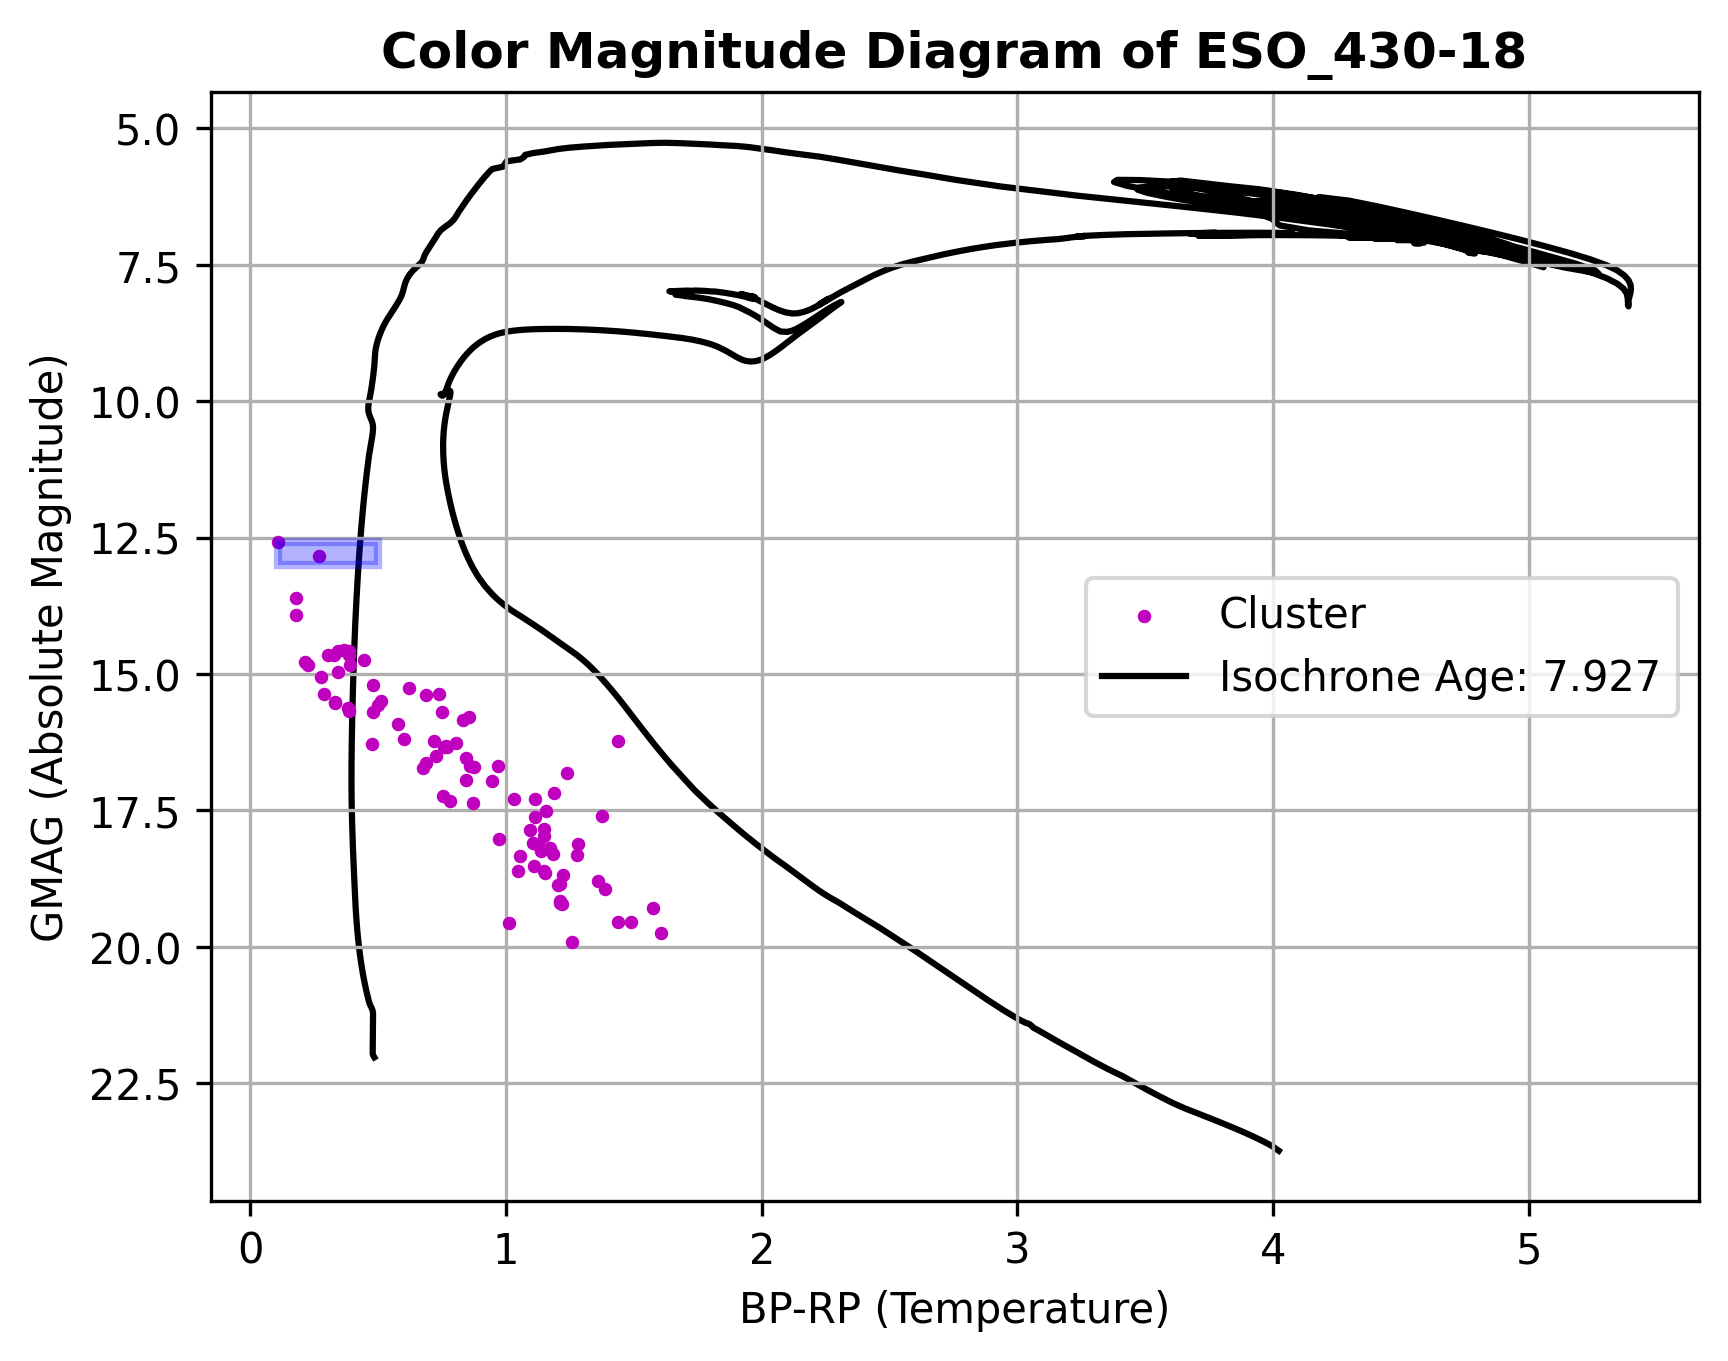 Color Magnitude Diagram of ESO_430-18
GMAG (Absolute Magnitude)
5.0
7.5
10.0
12.5
15.0
17.5
20.0
22.5
Cluster
Isochrone Age: 7.927
0 1 2 3 4 5
BP-RP (Temperature)